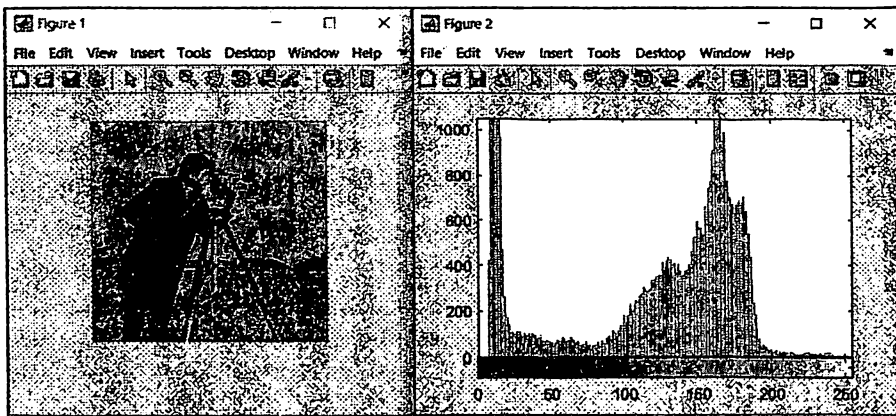 Figure 1
File Edit View Insert Tools Desktop Window Help
Figure 2
File Edit View Insert Tools Desktop Window Help
1000
800
600
400
200
0
0 50 100 150 200 250